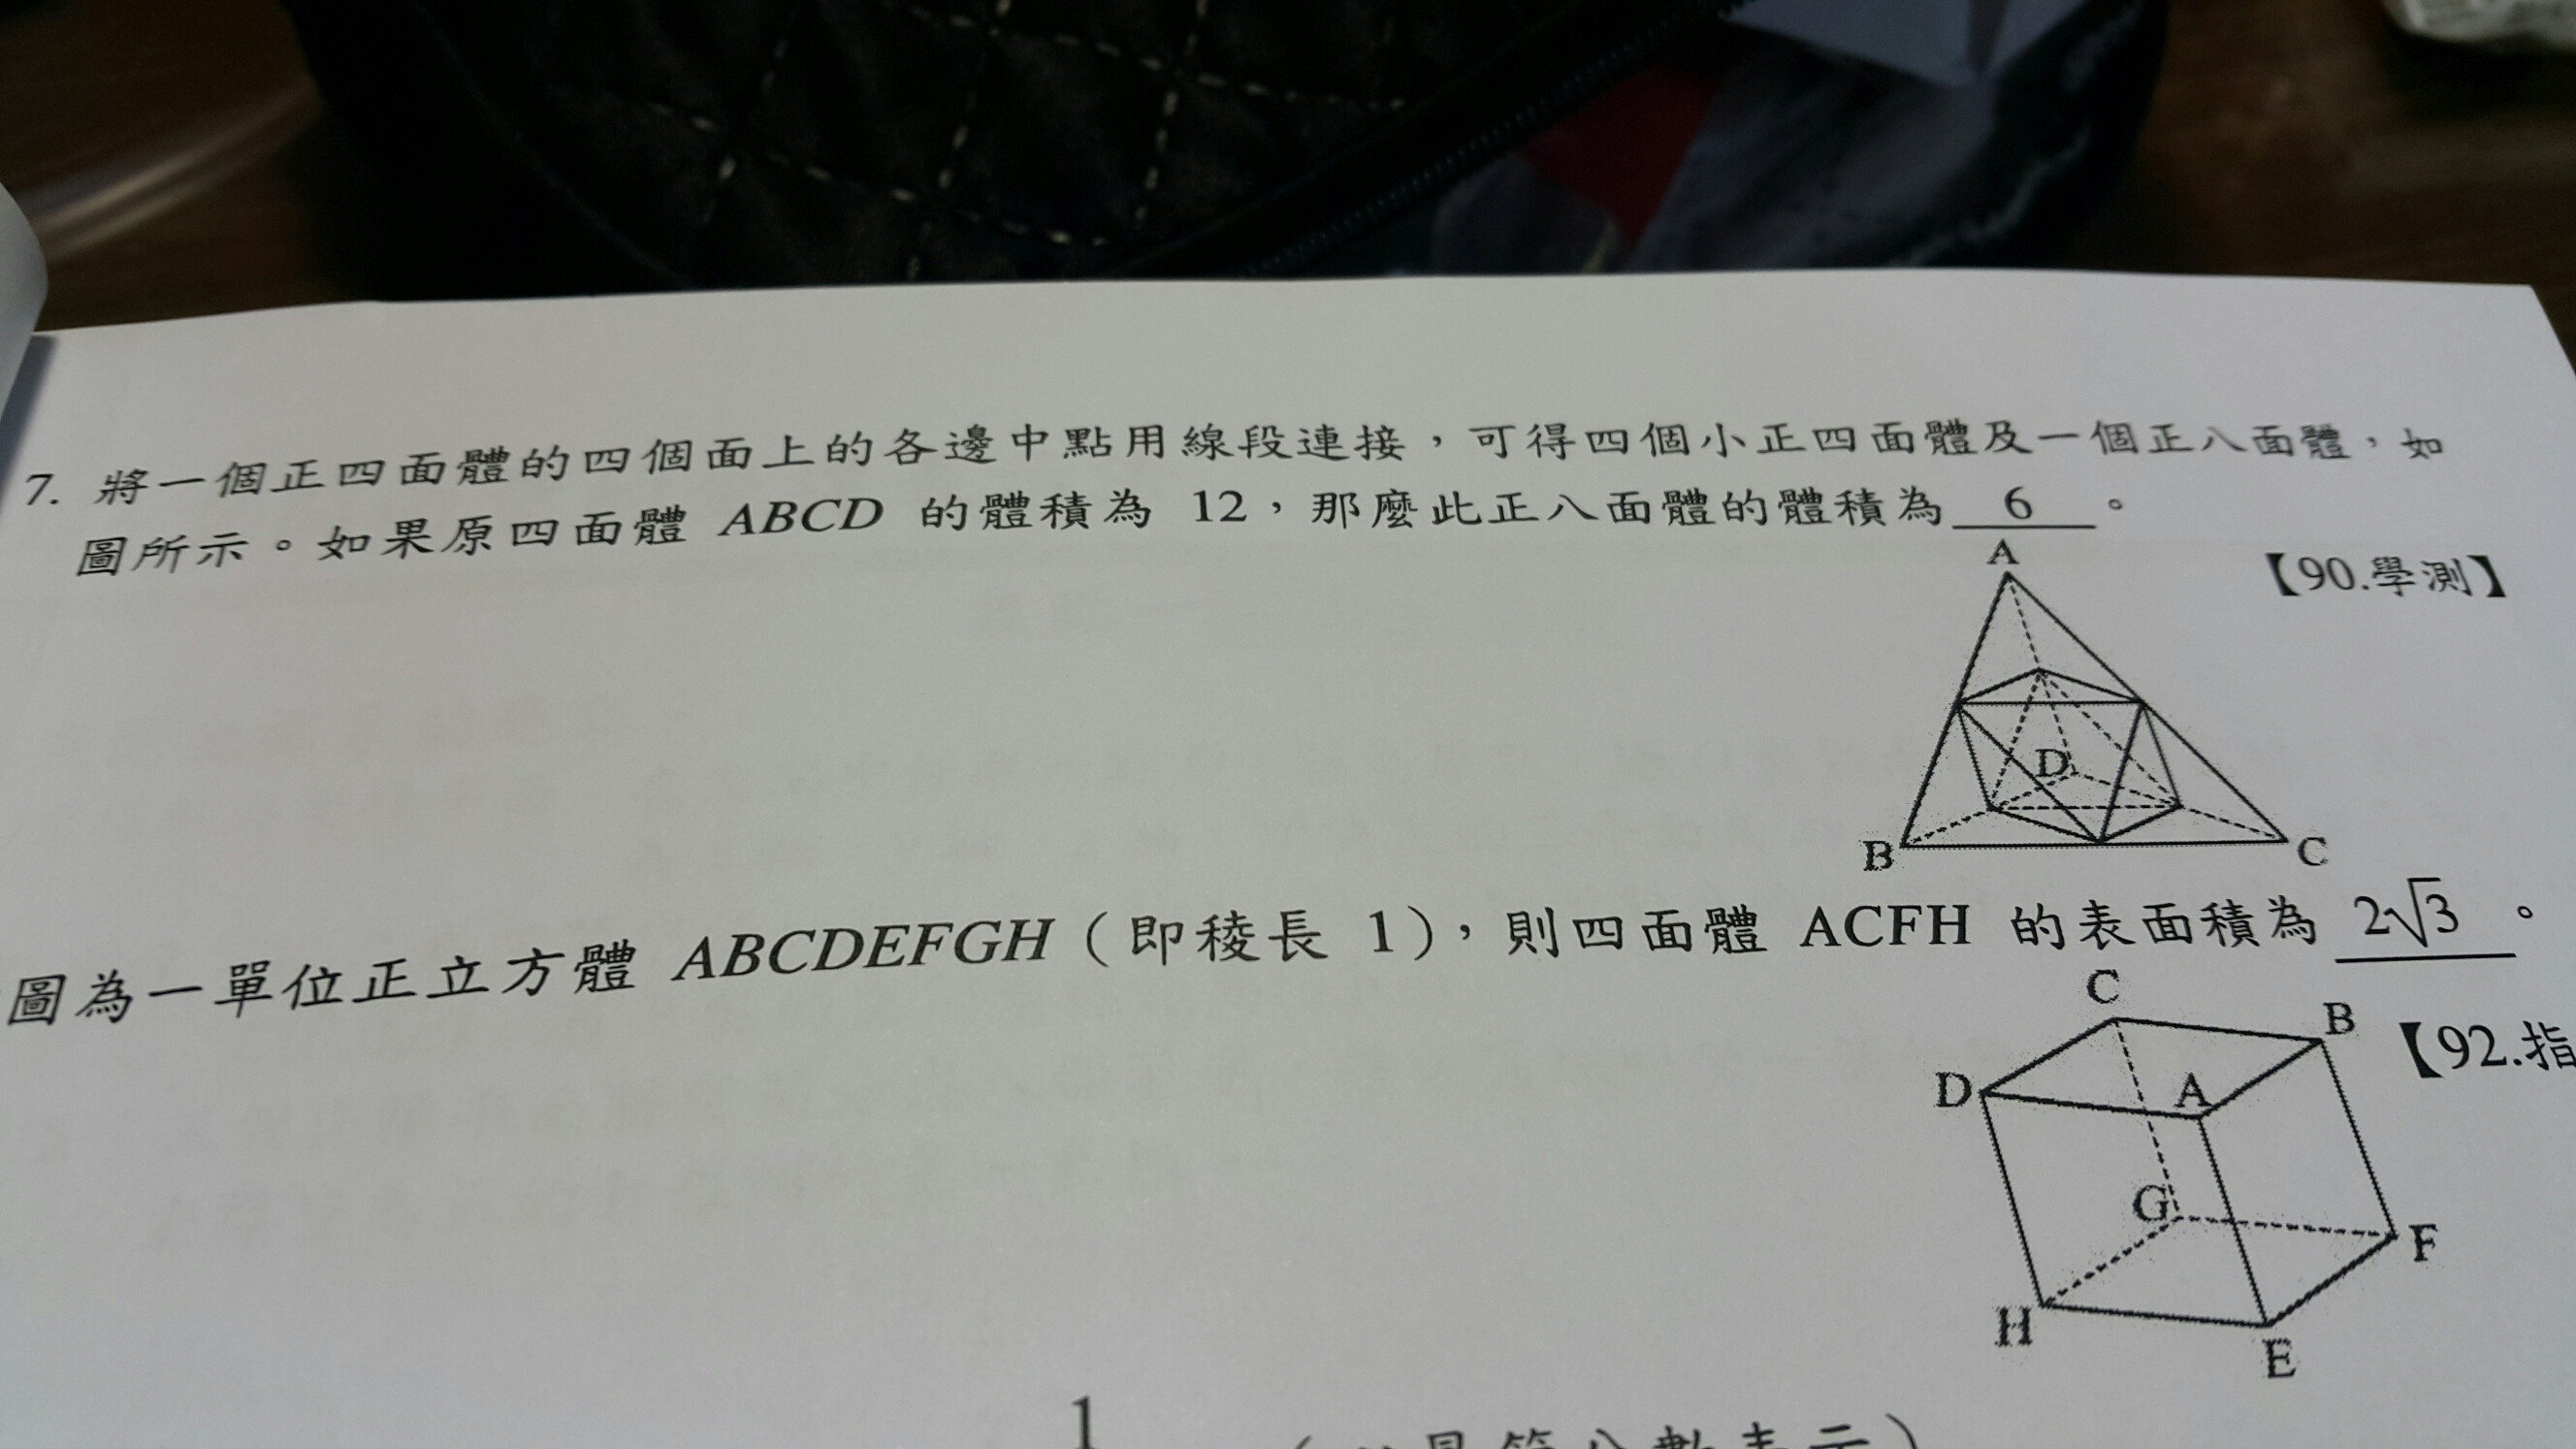 7. 將一個正四面體的四個面上的各邊中點用線段連接，可得四個小正四面體及一個正八面體，如
圖所示。如果原四面體 ABCD 的體積為 12，那麼此正八面體的體積為 6 。
【90.學測】
A
D
B
C
圖為一單位正立方體 ABCDEFGH（即稜長 1），則四面體 ACFH 的表面積為 2√3 。
【92.指
C
B
D
A
G
F
H
E
1